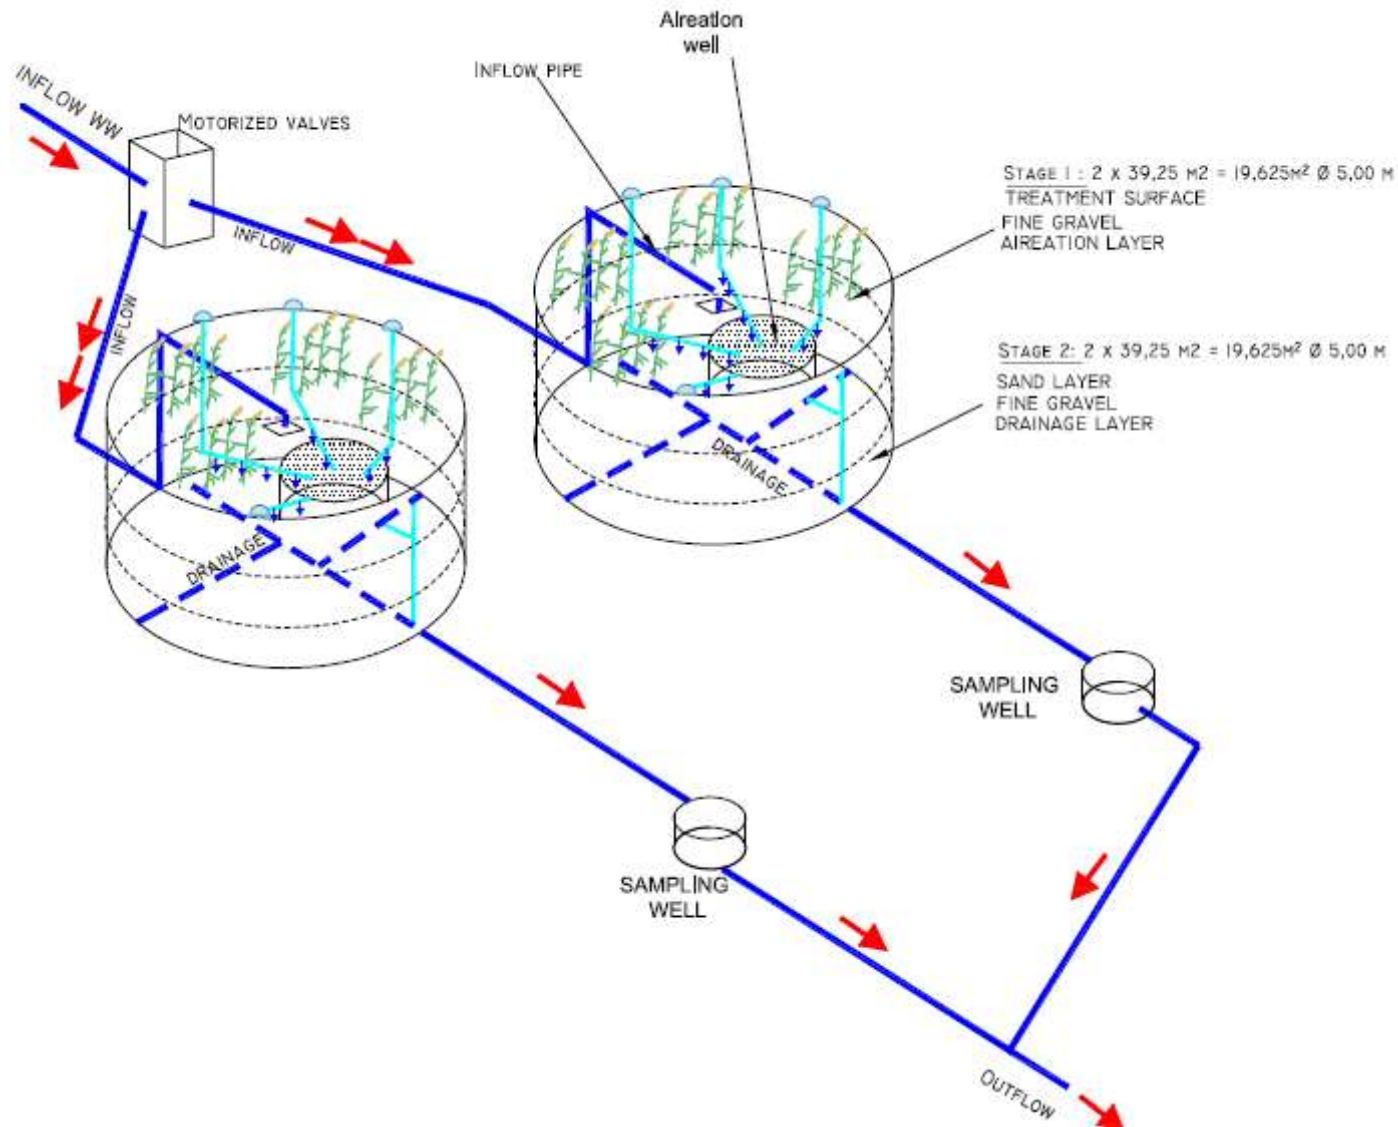 Aireation
well
INFLOW PIPE
INFLOW WW
MOTORIZED VALVES
INFLOW
INFLOW
STAGE 1: 2 X 39,25 M2 = 19,625M² Ø 5,00 M
TREATMENT SURFACE
FINE GRAVEL
AIREATION LAYER
STAGE 2: 2 X 39,25 M2 = 19,625M² Ø 5,00 M
SAND LAYER
FINE GRAVEL
DRAINAGE LAYER
DRAINAGE
DRAINAGE
SAMPLING
WELL
SAMPLING
WELL
OUTFLOW